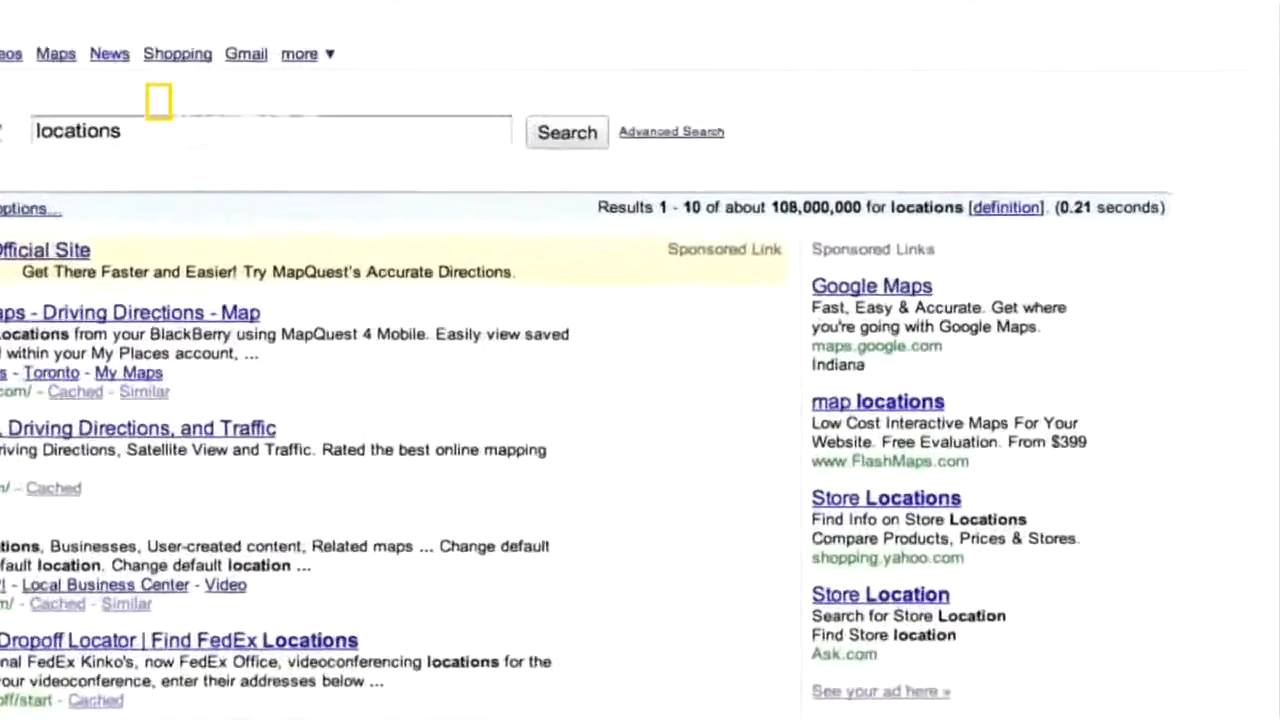 Maps News Shopping Gmail more ▼
locations Search Advanced Search
Results 1 - 10 of about 108,000,000 for locations [definition]. (0.21 seconds)
Official Site Sponsored Link
Get There Faster and Easier! Try MapQuest's Accurate Directions.
- Driving Directions - Map
Locations from your BlackBerry using MapQuest 4 Mobile. Easily view saved
within your My Places account, ...
- Toronto - My Maps
.com/ - Cached - Similar
, Driving Directions, and Traffic
Driving Directions, Satellite View and Traffic. Rated the best online mapping
/ - Cached
tions, Businesses, User-created content, Related maps ... Change default
fault location. Change default location ...
- Local Business Center - Video
/ - Cached - Similar
Dropoff Locator | Find FedEx Locations
nal FedEx Kinko's, now FedEx Office, videoconferencing locations for the
our videoconference, enter their addresses below ...
off/start - Cached
Sponsored Links
Google Maps
Fast, Easy & Accurate. Get where
you're going with Google Maps.
maps.google.com
Indiana
map locations
Low Cost Interactive Maps For Your
Website. Free Evaluation. From $399
www.FlashMaps.com
Store Locations
Find Info on Store Locations
Compare Products, Prices & Stores.
shopping.yahoo.com
Store Location
Search for Store Location
Find Store location
Ask.com
See your ad here »